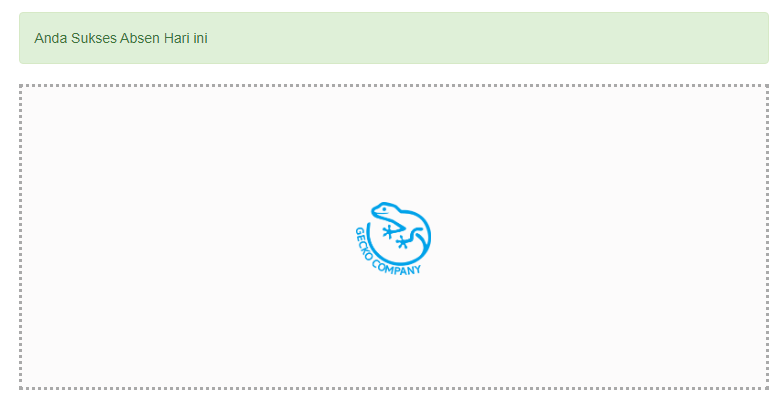 Anda Sukses Absen Hari ini
GECKO COMPANY